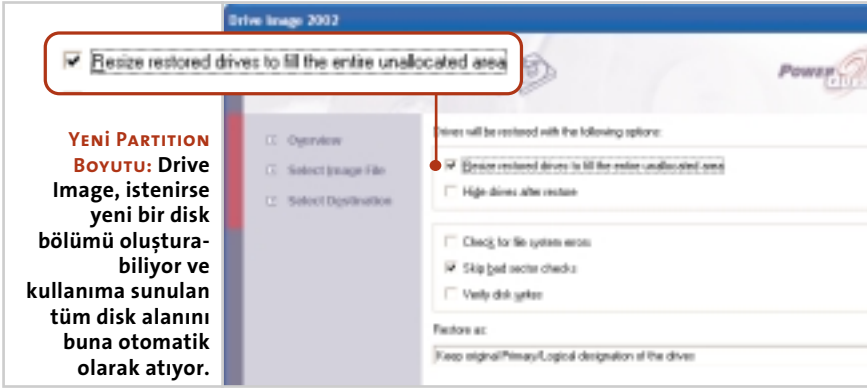 Drive Image 2002
Resize restored drives to fill the entire unallocated area
Power
YENİ PARTITION
BOYUTU: Drive
Image, istenirse
yeni bir disk
bölümü oluştura-
biliyor ve
kullanıma sunulan
tüm disk alanını
buna otomatik
olarak atıyor.
Overview
Select Image File
Select Destination
Drives will be restored with the following options:
Resize restored drives to fill the entire unallocated area
Hide drives after restore
Check for file system errors
Skip bad sector checks
Verify disk writes
Restore as:
Keep original Primary/Logical designation of the drives